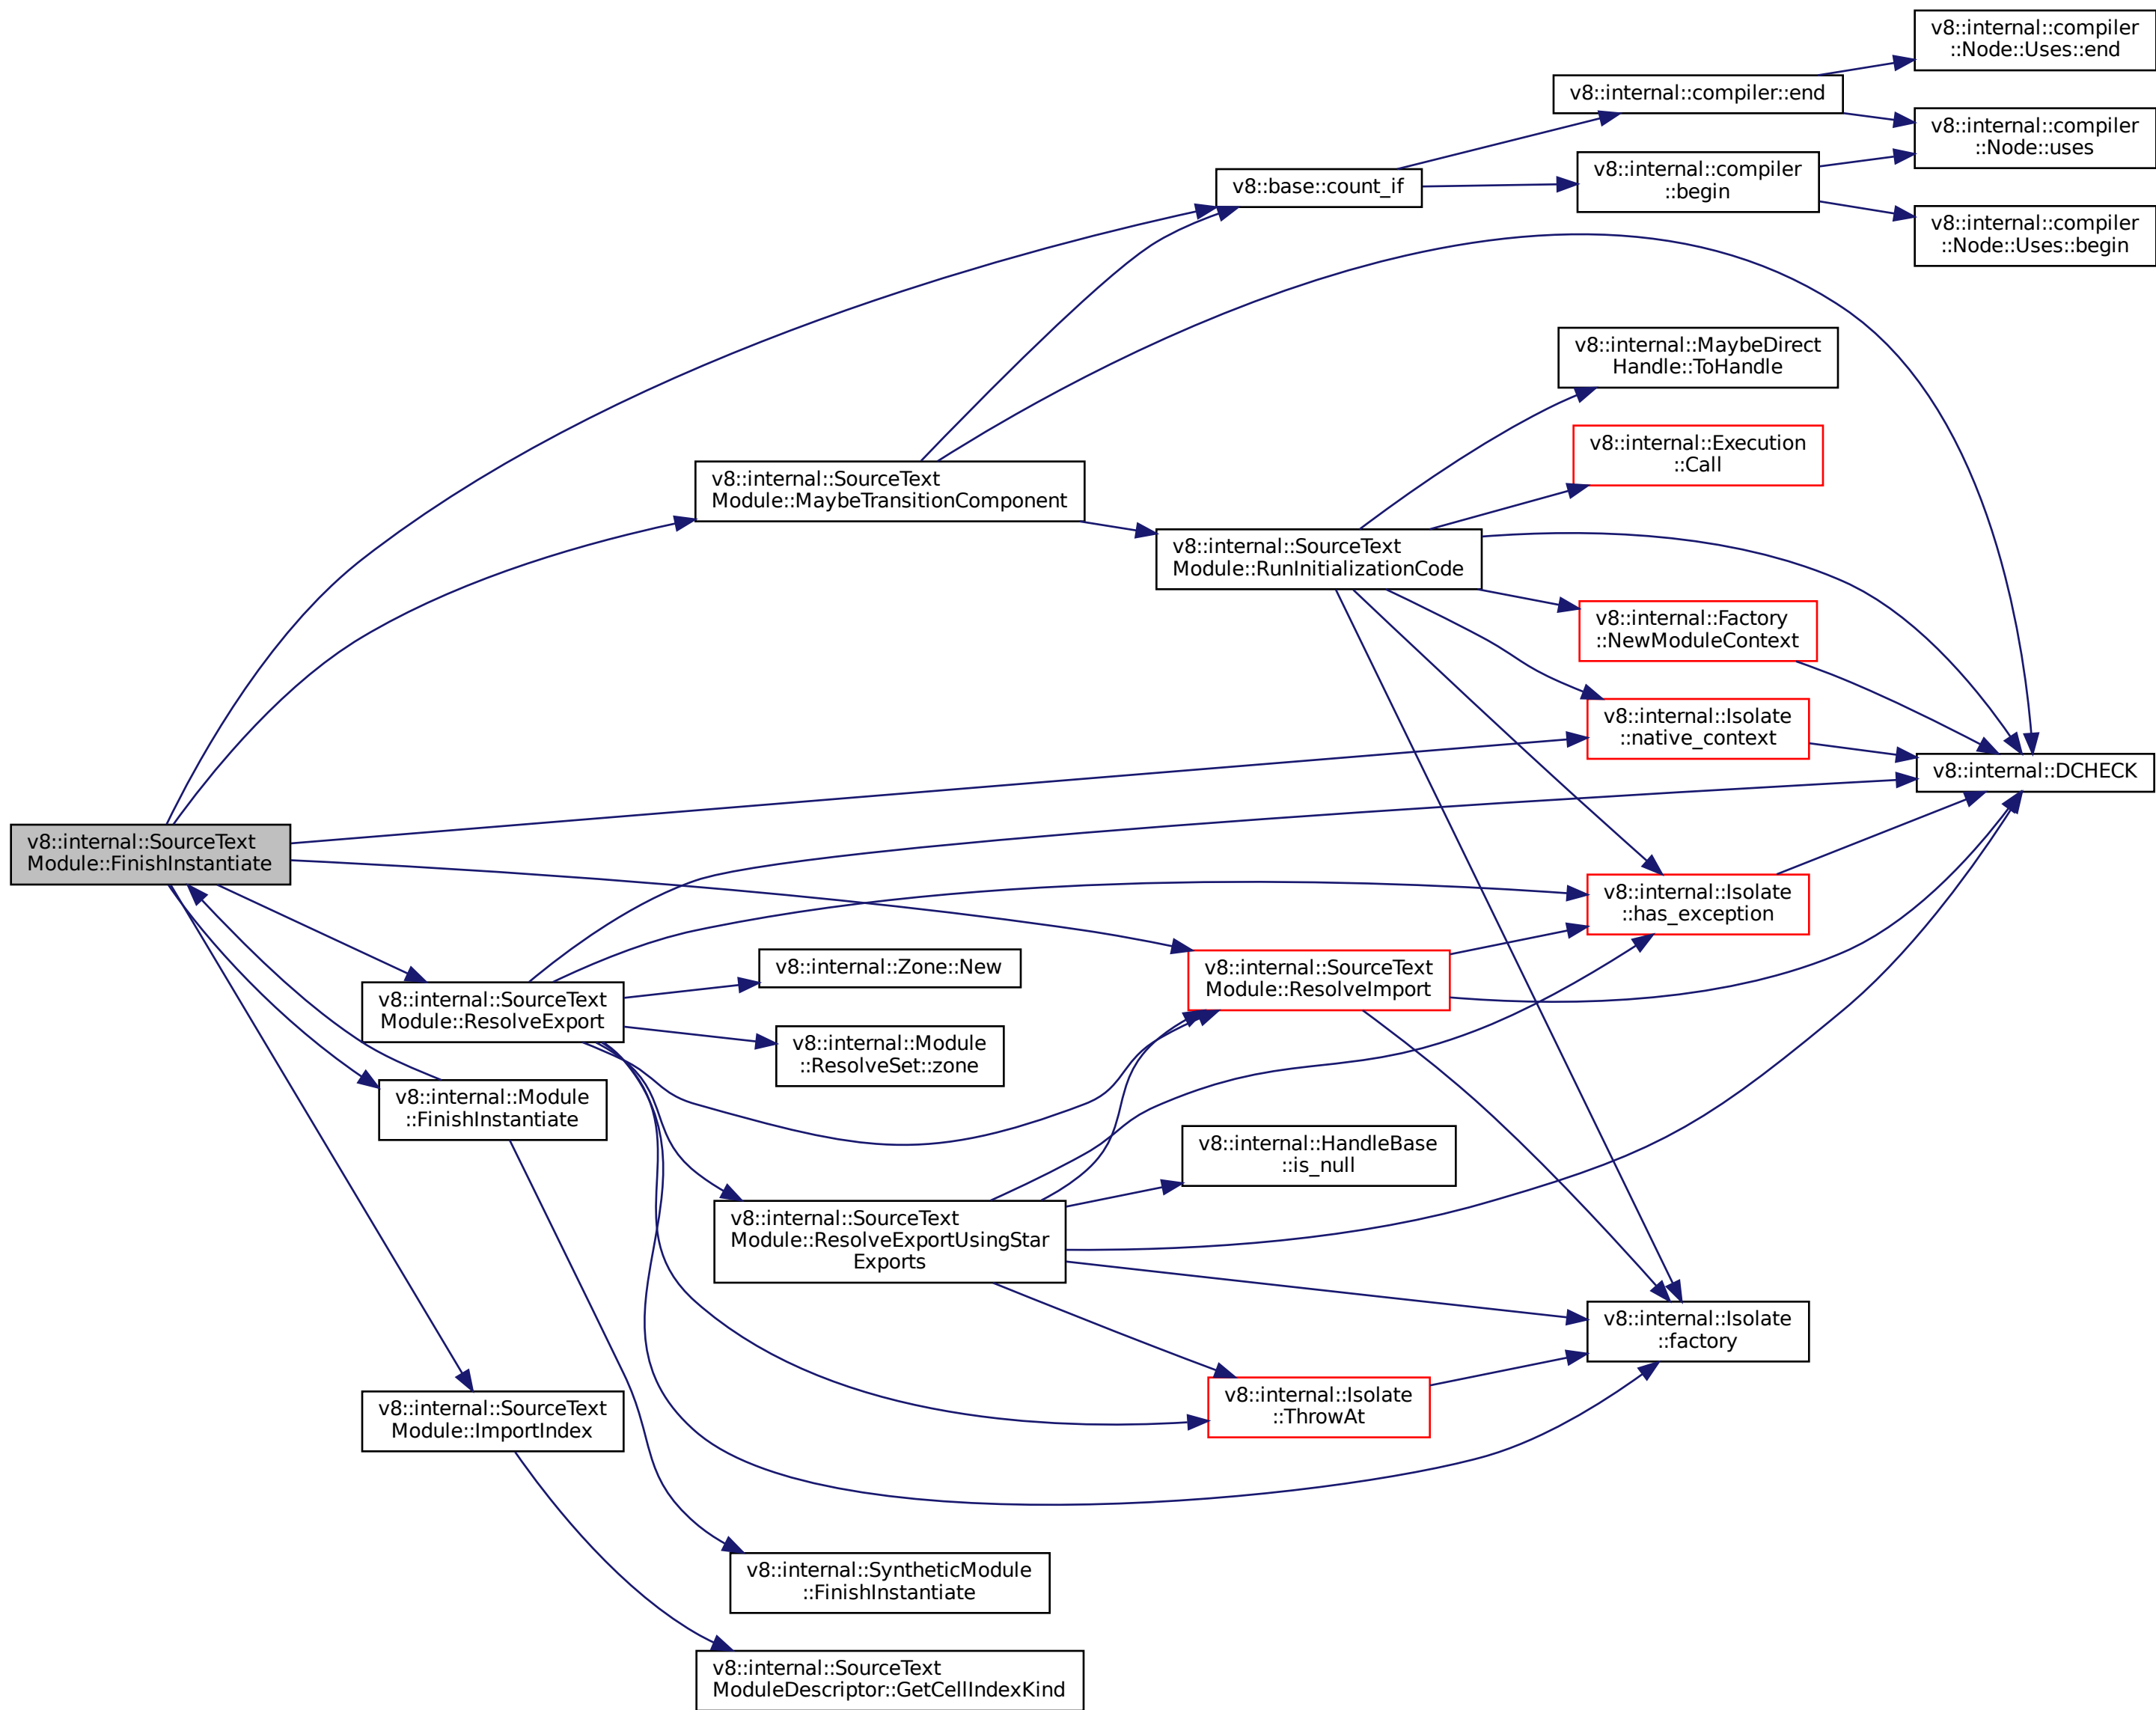 v8::internal::compiler
::Node::Uses::end
v8::internal::compiler::end
v8::internal::compiler
::Node::uses
v8::base::count_if
v8::internal::compiler
::begin
v8::internal::compiler
::Node::Uses::begin
v8::internal::MaybeDirect
Handle::ToHandle
v8::internal::Execution
::Call
v8::internal::SourceText
Module::MaybeTransitionComponent
v8::internal::SourceText
Module::RunInitializationCode
v8::internal::Factory
::NewModuleContext
v8::internal::Isolate
::native_context
v8::internal::DCHECK
v8::internal::SourceText
Module::FinishInstantiate
v8::internal::Isolate
::has_exception
v8::internal::Zone::New
v8::internal::SourceText
Module::ResolveImport
v8::internal::SourceText
Module::ResolveExport
v8::internal::Module
::ResolveSet::zone
v8::internal::Module
::FinishInstantiate
v8::internal::HandleBase
::is_null
v8::internal::SourceText
Module::ResolveExportUsingStar
Exports
v8::internal::Isolate
::factory
v8::internal::Isolate
::ThrowAt
v8::internal::SourceText
Module::ImportIndex
v8::internal::SyntheticModule
::FinishInstantiate
v8::internal::SourceText
ModuleDescriptor::GetCellIndexKind